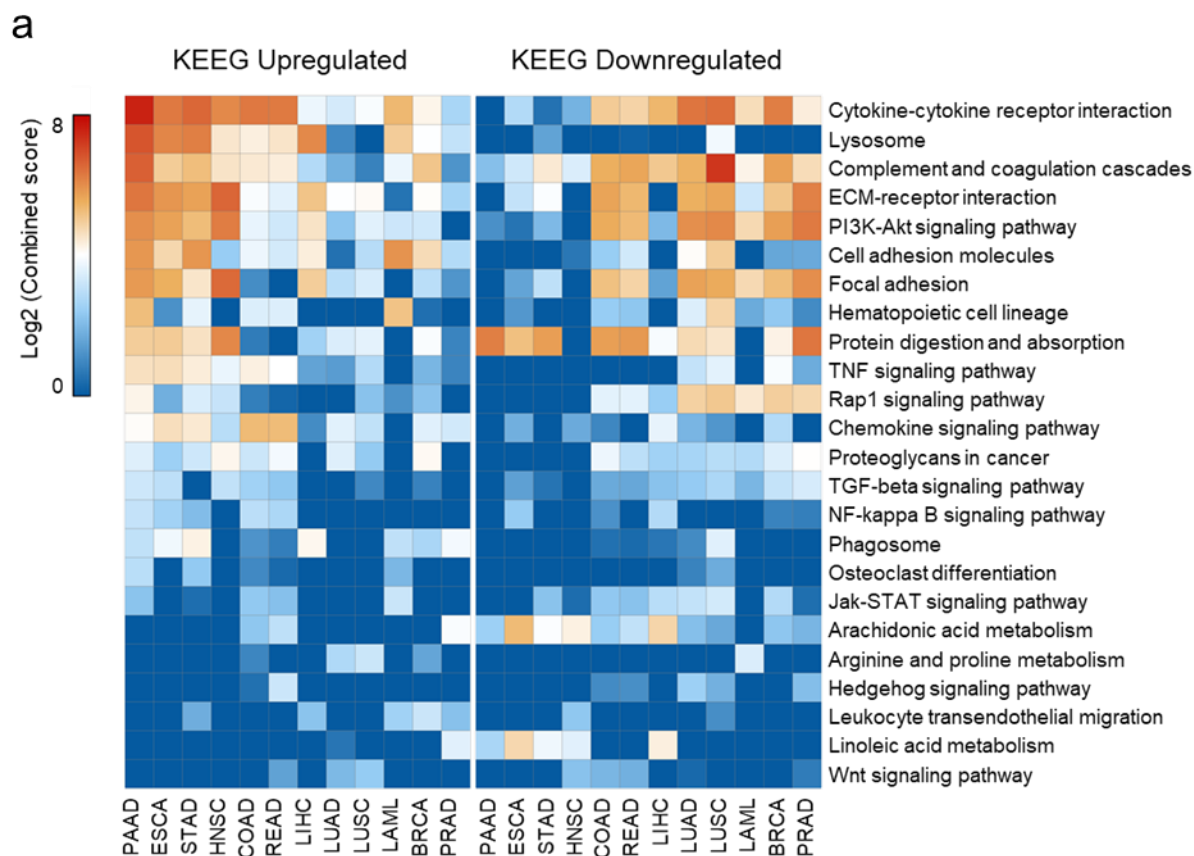 a
KEEG Upregulated
KEEG Downregulated
8
Log2 (Combined score)
0
Cytokine-cytokine receptor interaction
Lysosome
Complement and coagulation cascades
ECM-receptor interaction
PI3K-Akt signaling pathway
Cell adhesion molecules
Focal adhesion
Hematopoietic cell lineage
Protein digestion and absorption
TNF signaling pathway
Rap1 signaling pathway
Chemokine signaling pathway
Proteoglycans in cancer
TGF-beta signaling pathway
NF-kappa B signaling pathway
Phagosome
Osteoclast differentiation
Jak-STAT signaling pathway
Arachidonic acid metabolism
Arginine and proline metabolism
Hedgehog signaling pathway
Leukocyte transendothelial migration
Linoleic acid metabolism
Wnt signaling pathway
PAAD
ESCA
STAD
HNSC
COAD
READ
LIHC
LUAD
LUSC
LAML
BRCA
PRAD
PAAD
ESCA
STAD
HNSC
COAD
READ
LIHC
LUAD
LUSC
LAML
BRCA
PRAD